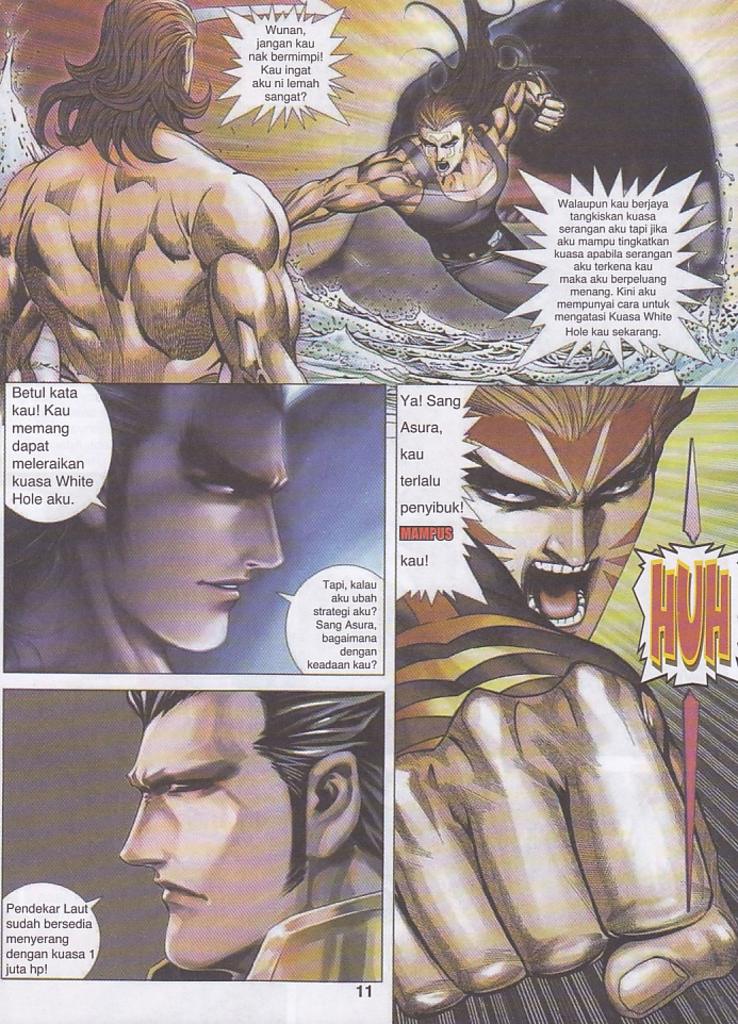 Wunan,
jangan kau
nak bermimpi!
Kau ingat
aku ni lemah
sangat?
Walaupun kau berjaya
tangkiskan kuasa
serangan aku tapi jika
aku mampu tingkatkan
kuasa apabila serangan
aku terkena kau
maka aku berpeluang
menang. Kini aku
mempunyai cara untuk
mengatasi Kuasa White
Hole kau sekarang.
Betul kata
kau! Kau
memang
dapat
meleraikan
kuasa White
Hole aku.
Tapi, kalau
aku ubah
strategi aku?
Sang Asura,
bagaimana
dengan
keadaan kau?
Ya! Sang
Asura,
kau
terlalu
penyibuk!
MAMPUS
kau!
HUH
Pendekar Laut
sudah bersedia
menyerang
dengan kuasa 1
juta hp!
11